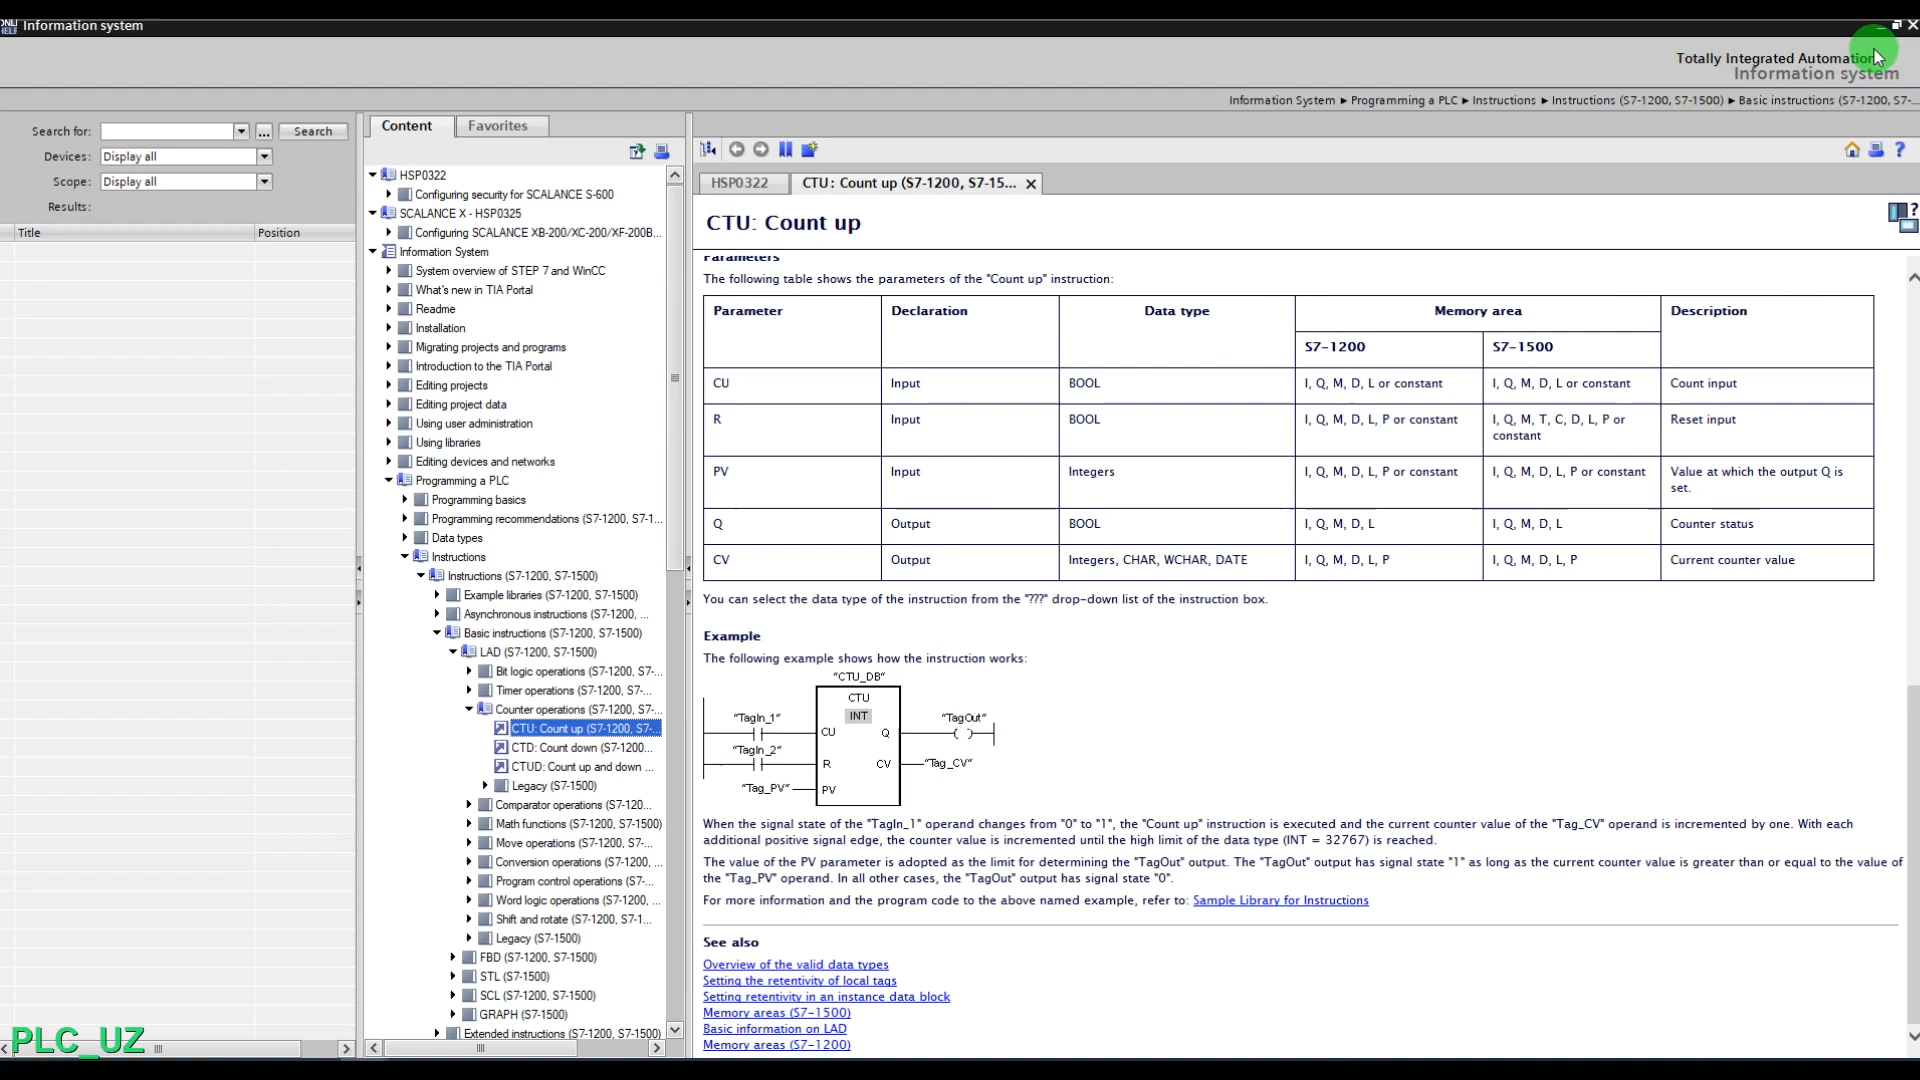 Information system
Totally Integrated Automation
Information system
Information System ▶ Programming a PLC ▶ Instructions ▶ Instructions (S7-1200, S7-1500) ▶ Basic instructions (S7-1200, S7-...
Search for: ... Search
Devices: Display all
Scope: Display all
Results:
Title Position
Content Favorites
HSP0322
Configuring security for SCALANCE S-600
SCALANCE X - HSP0325
Configuring SCALANCE XB-200/XC-200/XF-200B...
Information System
System overview of STEP 7 and WinCC
What's new in TIA Portal
Readme
Installation
Migrating projects and programs
Introduction to the TIA Portal
Editing projects
Editing project data
Using user administration
Using libraries
Editing devices and networks
Programming a PLC
Programming basics
Programming recommendations (S7-1200, S7-1...
Data types
Instructions
Instructions (S7-1200, S7-1500)
Example libraries (S7-1200, S7-1500)
Asynchronous instructions (S7-1200, ...
Basic instructions (S7-1200, S7-1500)
LAD (S7-1200, S7-1500)
Bit logic operations (S7-1200, S7-...
Timer operations (S7-1200, S7-...
Counter operations (S7-1200, S7-...
CTU: Count up (S7-1200, S7-...
CTD: Count down (S7-1200...
CTUD: Count up and down ...
Legacy (S7-1500)
Comparator operations (S7-120...
Math functions (S7-1200, S7-1500)
Move operations (S7-1200, S7-...
Conversion operations (S7-1200, ...
Program control operations (S7-...
Word logic operations (S7-1200, ...
Shift and rotate (S7-1200, S7-1...
Legacy (S7-1500)
FBD (S7-1200, S7-1500)
STL (S7-1500)
SCL (S7-1200, S7-1500)
GRAPH (S7-1500)
Extended instructions (S7-1200, S7-1500)
PLC_UZ
HSP0322 CTU: Count up (S7-1200, S7-15...
CTU: Count up
Parameters
The following table shows the parameters of the "Count up" instruction:
Parameter Declaration Data type Memory area Description
S7-1200 S7-1500
CU Input BOOL I, Q, M, D, L or constant I, Q, M, D, L or constant Count input
R Input BOOL I, Q, M, D, L, P or constant I, Q, M, T, C, D, L, P or constant Reset input
PV Input Integers I, Q, M, D, L, P or constant I, Q, M, D, L, P or constant Value at which the output Q is set.
Q Output BOOL I, Q, M, D, L I, Q, M, D, L Counter status
CV Output Integers, CHAR, WCHAR, DATE I, Q, M, D, L, P I, Q, M, D, L, P Current counter value
You can select the data type of the instruction from the "???" drop-down list of the instruction box.
Example
The following example shows how the instruction works:
"CTU_DB"
CTU
"TagIn_1" INT "TagOut"
CU Q
"TagIn_2"
R CV "Tag_CV"
"Tag_PV" PV
When the signal state of the "TagIn_1" operand changes from "0" to "1", the "Count up" instruction is executed and the current counter value of the "Tag_CV" operand is incremented by one. With each
additional positive signal edge, the counter value is incremented until the high limit of the data type (INT = 32767) is reached.
The value of the PV parameter is adopted as the limit for determining the "TagOut" output. The "TagOut" output has signal state "1" as long as the current counter value is greater than or equal to the value of
the "Tag_PV" operand. In all other cases, the "TagOut" output has signal state "0".
For more information and the program code to the above named example, refer to: Sample Library for Instructions
See also
Overview of the valid data types
Setting the retentivity of local tags
Setting retentivity in an instance data block
Memory areas (S7-1500)
Basic information on LAD
Memory areas (S7-1200)